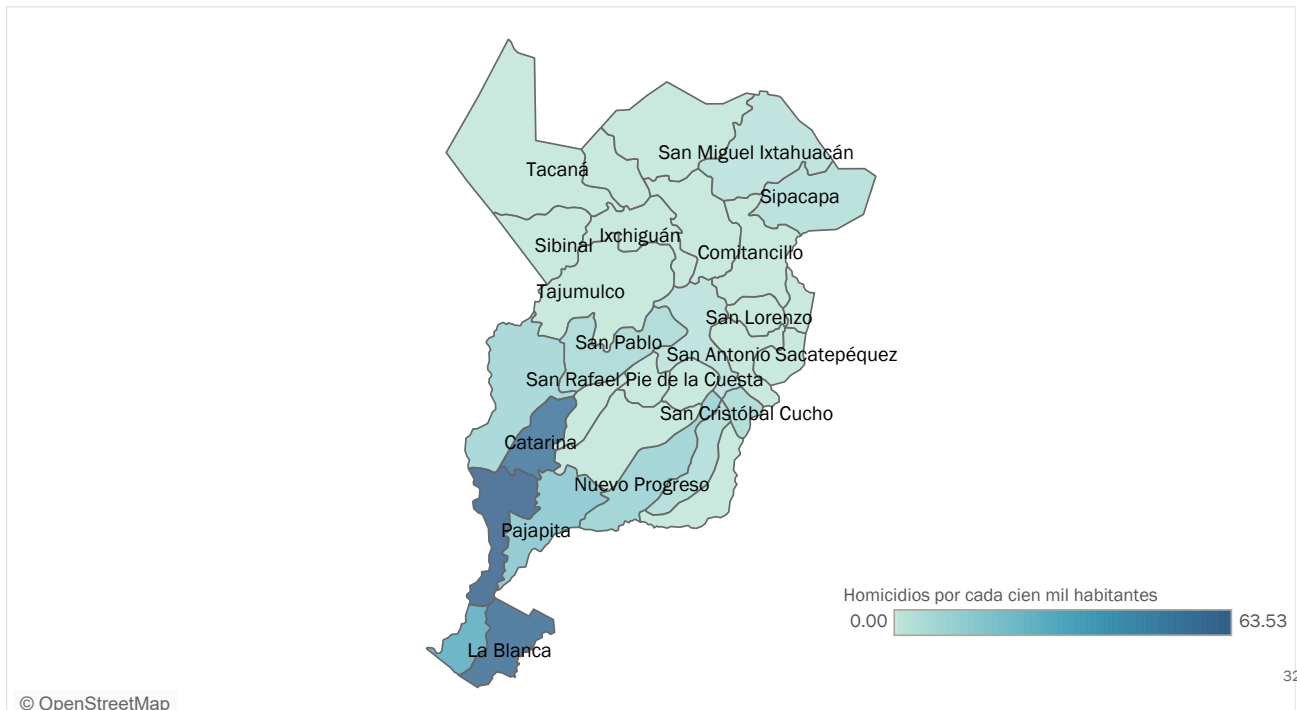 San Miguel Ixtahuacán
Tacaná
Sipacapa
Ixchiguán
Sibinal
Comitancillo
Tajumulco
San Lorenzo
San Pablo
San Antonio Sacatepéquez
San Rafael Pie de la Cuesta
San Cristóbal Cucho
Catarina
Nuevo Progreso
Pajapita
Homicidios por cada cien mil habitantes
0.00 63.53
La Blanca
32
© OpenStreetMap